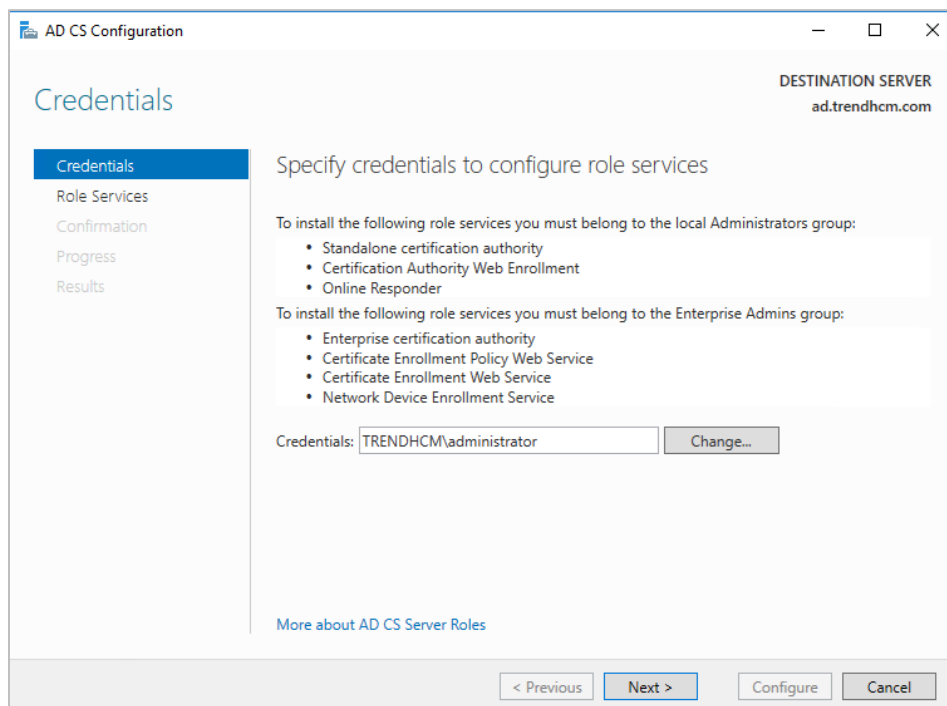 AD CS Configuration
DESTINATION SERVER
ad.trendhcm.com
Credentials
Credentials
Role Services
Confirmation
Progress
Results
Specify credentials to configure role services
To install the following role services you must belong to the local Administrators group:
• Standalone certification authority
• Certification Authority Web Enrollment
• Online Responder
To install the following role services you must belong to the Enterprise Admins group:
• Enterprise certification authority
• Certificate Enrollment Policy Web Service
• Certificate Enrollment Web Service
• Network Device Enrollment Service
Credentials: TRENDHCM\administrator Change...
More about AD CS Server Roles
< Previous Next > Configure Cancel